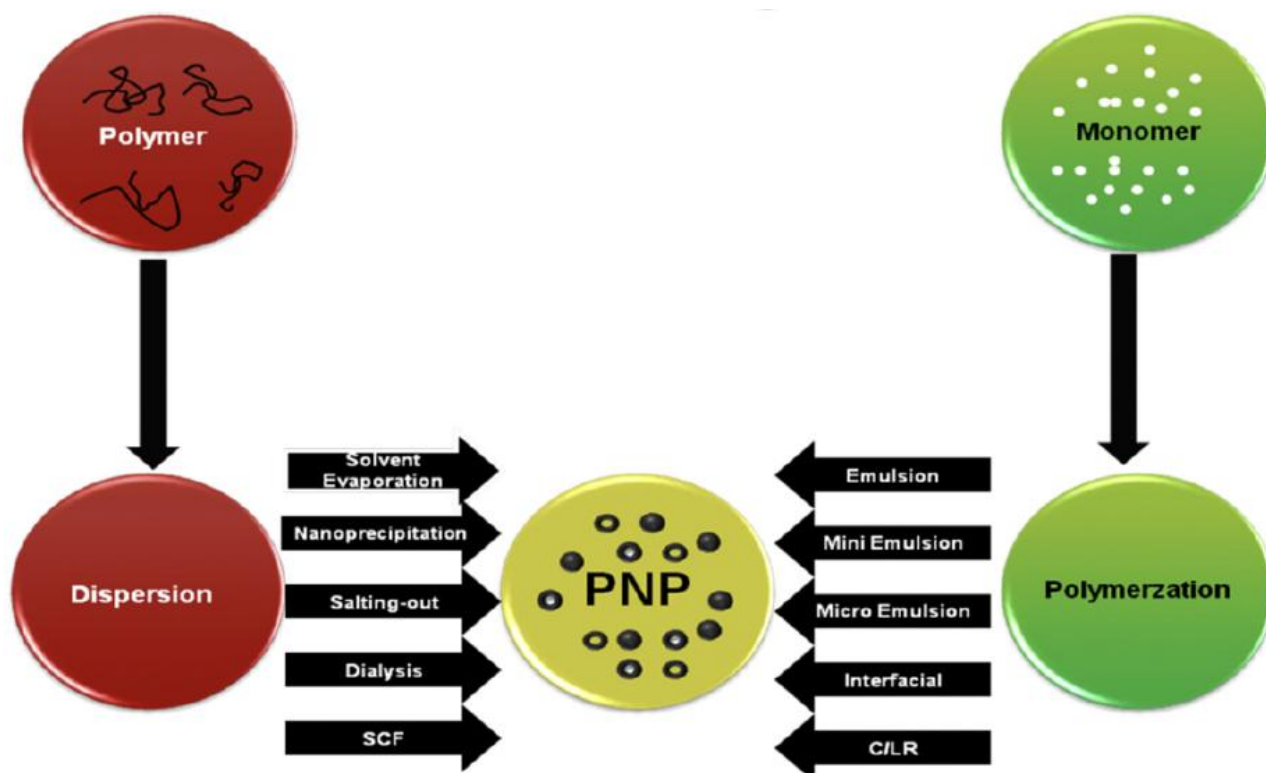 Polymer
Monomer
Solvent
Evaporation
Nanoprecipitation
Salting-out
Dialysis
SCF
Dispersion
PNP
Emulsion
Mini Emulsion
Micro Emulsion
Interfacial
C/LR
Polymerzation